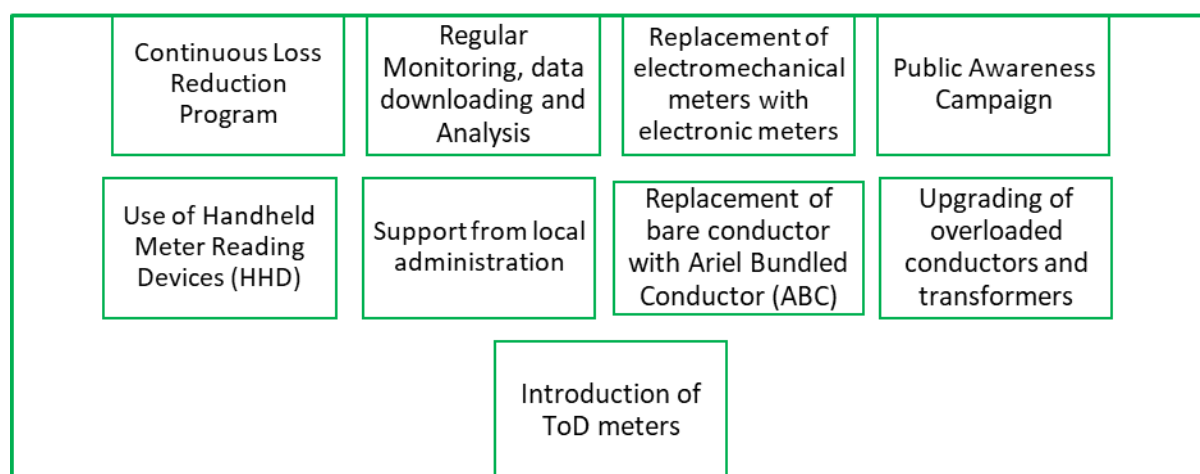 Continuous Loss
Reduction
Program
Regular
Monitoring, data
downloading and
Analysis
Replacement of
electromechanical
meters with
electronic meters
Public Awareness
Campaign
Use of Handheld
Meter Reading
Devices (HHD)
Support from local
administration
Replacement of
bare conductor
with Ariel Bundled
Conductor (ABC)
Upgrading of
overloaded
conductors and
transformers
Introduction of
ToD meters